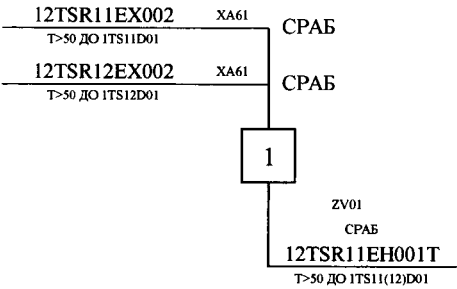 12TSR11EX002 XA61 СРАБ
T>50 ДО 1TS11D01
12TSR12EX002 XA61 СРАБ
T>50 ДО 1TS12D01
1
ZV01
СРАБ
12TSR11EH001T
T>50 ДО 1TS11(12)D01